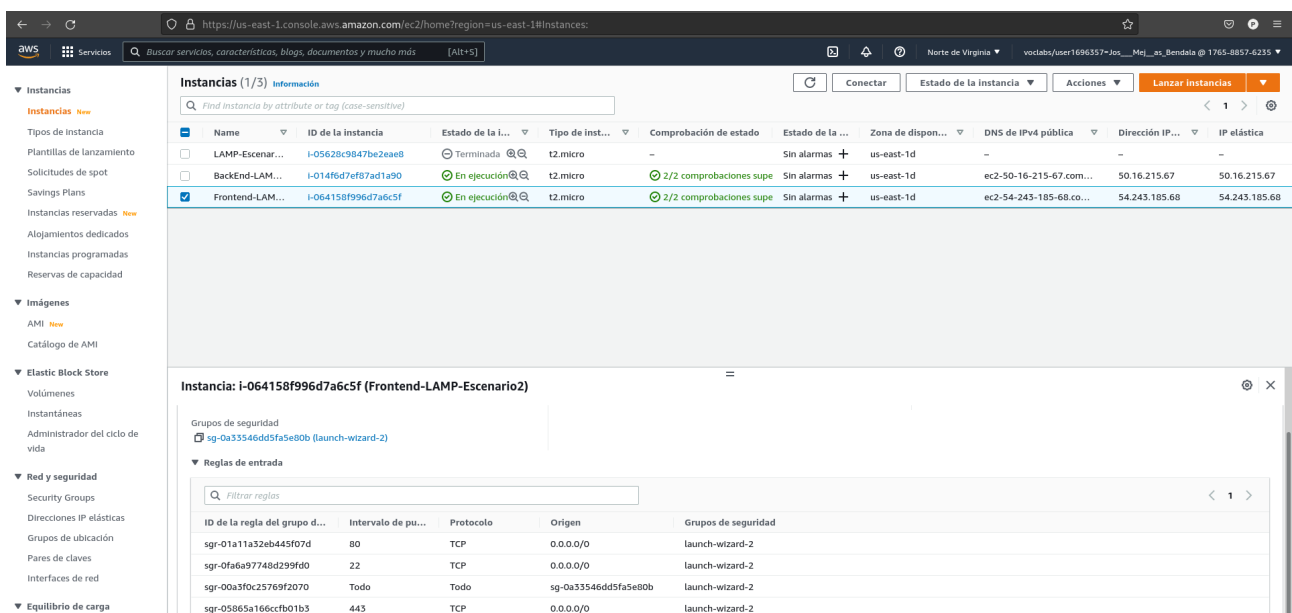 https://us-east-1.console.aws.amazon.com/ec2/home?region=us-east-1#Instances:
aws Servicios Buscar servicios, características, blogs, documentos y mucho más [Alt+S] Norte de Virginia ▼ voclabs/user1696357=Jos___Mej__as_Bendala @ 1765-8857-6235 ▼
▼ Instancias
Instancias New
Tipos de instancia
Plantillas de lanzamiento
Solicitudes de spot
Savings Plans
Instancias reservadas New
Alojamientos dedicados
Instancias programadas
Reservas de capacidad
▼ Imágenes
AMI New
Catálogo de AMI
▼ Elastic Block Store
Volúmenes
Instantáneas
Administrador del ciclo de
vida
▼ Red y seguridad
Security Groups
Direcciones IP elásticas
Grupos de ubicación
Pares de claves
Interfaces de red
▼ Equilibrio de carga
Instancias (1/3) Información
Conectar Estado de la instancia ▼ Acciones ▼ Lanzar instancias ▼
Find instancia by attribute or tag (case-sensitive)
< 1 >
Name ID de la instancia Estado de la i... Tipo de inst... Comprobación de estado Estado de la ... Zona de dispon... DNS de IPv4 pública Dirección IP... IP elástica
LAMP-Escenar... i-05628c9847be2eae8 Terminada t2.micro – Sin alarmas + us-east-1d – – –
BackEnd-LAM... i-014f6d7ef87ad1a90 En ejecución t2.micro 2/2 comprobaciones supe Sin alarmas + us-east-1d ec2-50-16-215-67.com... 50.16.215.67 50.16.215.67
Frontend-LAM... i-064158f996d7a6c5f En ejecución t2.micro 2/2 comprobaciones supe Sin alarmas + us-east-1d ec2-54-243-185-68.co... 54.243.185.68 54.243.185.68
Instancia: i-064158f996d7a6c5f (Frontend-LAMP-Escenario2)
Grupos de seguridad
sg-0a33546dd5fa5e80b (launch-wizard-2)
▼ Reglas de entrada
Filtrar reglas
< 1 >
ID de la regla del grupo d... Intervalo de pu... Protocolo Origen Grupos de seguridad
sgr-01a11a32eb445f07d 80 TCP 0.0.0.0/0 launch-wizard-2
sgr-0fa6a97748d299fd0 22 TCP 0.0.0.0/0 launch-wizard-2
sgr-00a3f0c25769f2070 Todo Todo sg-0a33546dd5fa5e80b launch-wizard-2
sgr-05865a166ccfb01b3 443 TCP 0.0.0.0/0 launch-wizard-2